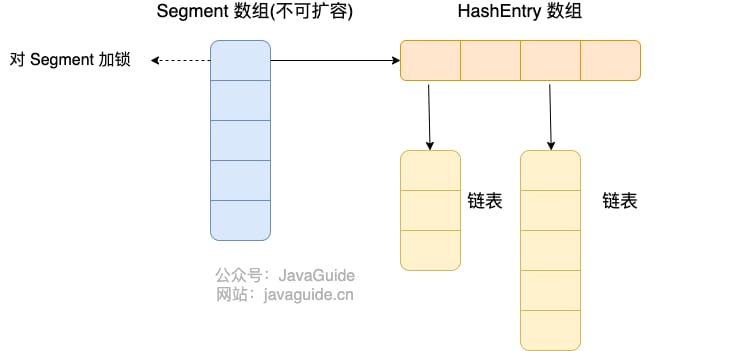 Segment 数组(不可扩容)
HashEntry 数组
对 Segment 加锁
链表
链表
公众号：JavaGuide
网站：javaguide.cn